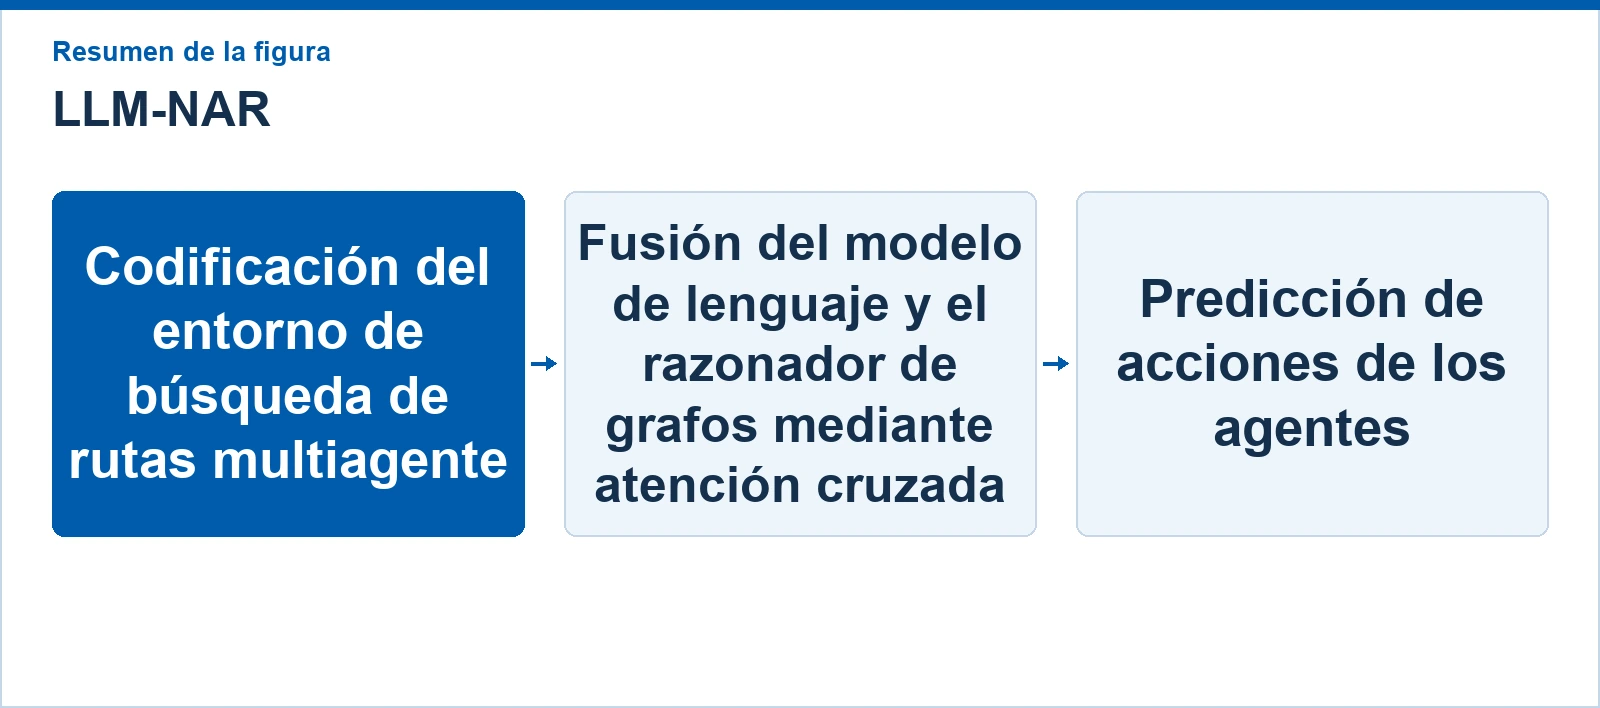 Resumen de la figura
LLM-NAR
Codificación del
entorno de
búsqueda de
rutas multiagente
Fusión del modelo
de lenguaje y el
razonador de
grafos mediante
atención cruzada
Predicción de
acciones de los
agentes